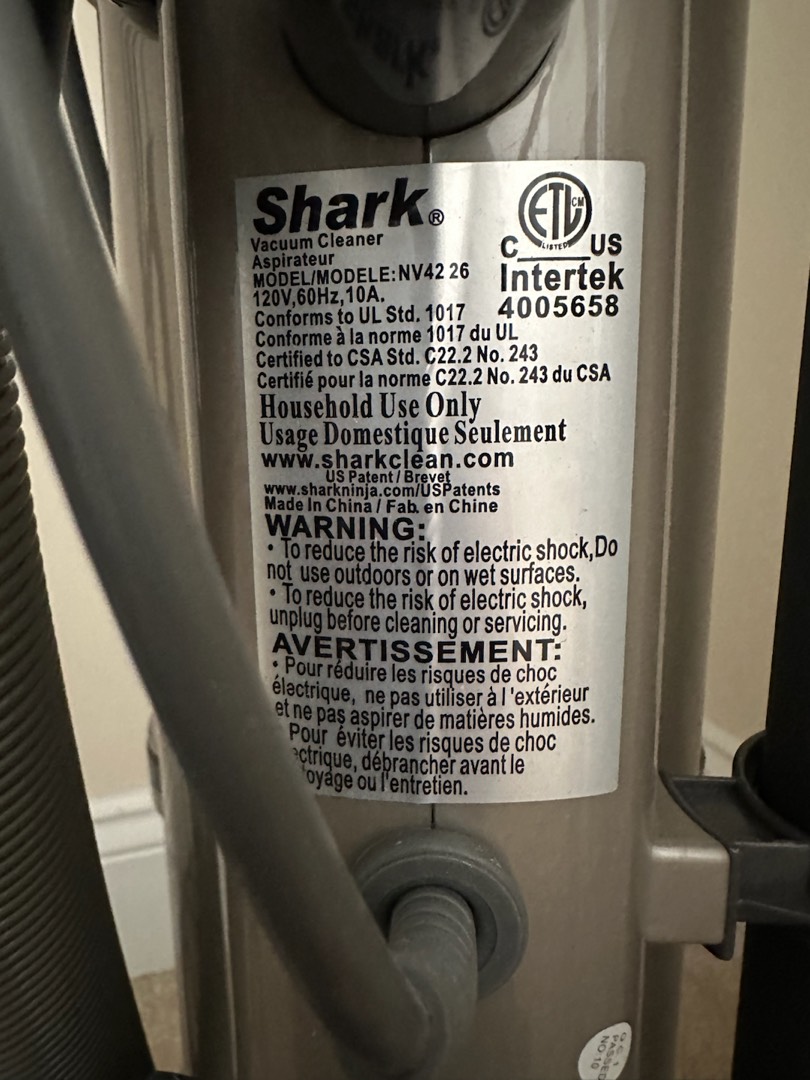 Shark®
Vacuum Cleaner
Aspirateur
MODEL/MODELE: NV42 26
120V,60Hz,10A.
Conforms to UL Std. 1017
Conforme à la norme 1017 du UL
Certified to CSA Std. C22.2 No. 243
Certifié pour la norme C22.2 No. 243 du CSA
ETL CM
LISTED
C US
Intertek
4005658
Household Use Only
Usage Domestique Seulement
www.sharkclean.com
US Patent / Brevet
www.sharkninja.com/USPatents
Made In China / Fab. en Chine
WARNING:
• To reduce the risk of electric shock,Do
not use outdoors or on wet surfaces.
• To reduce the risk of electric shock,
unplug before cleaning or servicing.
AVERTISSEMENT:
• Pour réduire les risques de choc
électrique, ne pas utiliser à l'extérieur
et ne pas aspirer de matières humides.
Pour éviter les risques de choc
ctrique, débrancher avant le
oyage ou l'entretien.
PASSED
NO:10